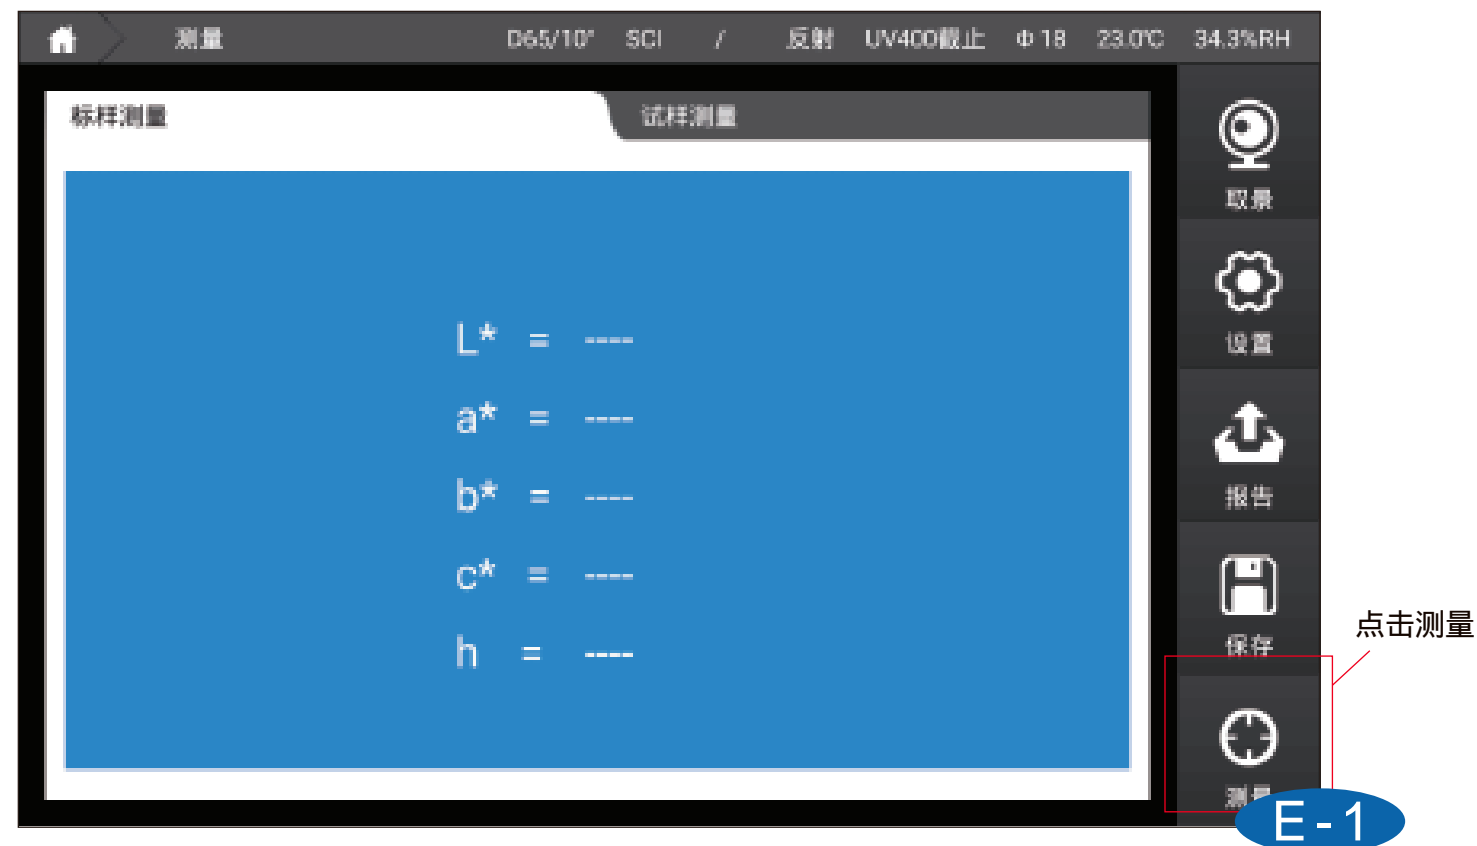 测量 D65/10° SCI / 反射 UV400截止 Φ 18 23.0℃ 34.3%RH
标样测量 试样测量
取景
设置
L* = ----
a* = ----
报告
b* = ----
c* = ----
点击测量
保存
h = ----
测量
E-1